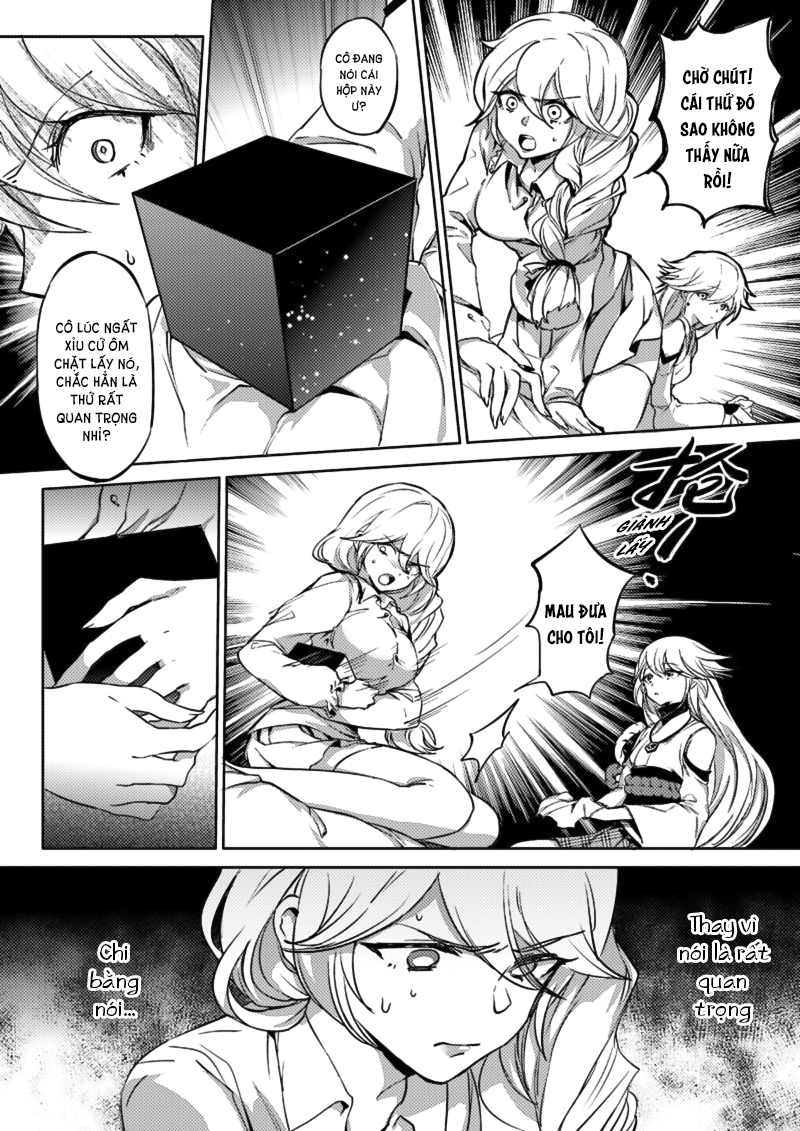 CHỜ CHÚT!
CÁI THỨ ĐÓ
SAO KHÔNG
THẤY NỮA
RỒI!
CÔ ĐANG
NÓI CÁI
HỘP NÀY
Ư?
CÔ LÚC NGẤT
XỈU CỨ ÔM
CHẶT LẤY NÓ,
CHẮC HẲN LÀ
THỨ RẤT
QUAN TRỌNG
NHỈ?
抢
GIÀNH
LẤY
MAU ĐƯA
CHO TÔI!
Thay vì
nói là rất
quan
trọng
Chi
bằng
nói...